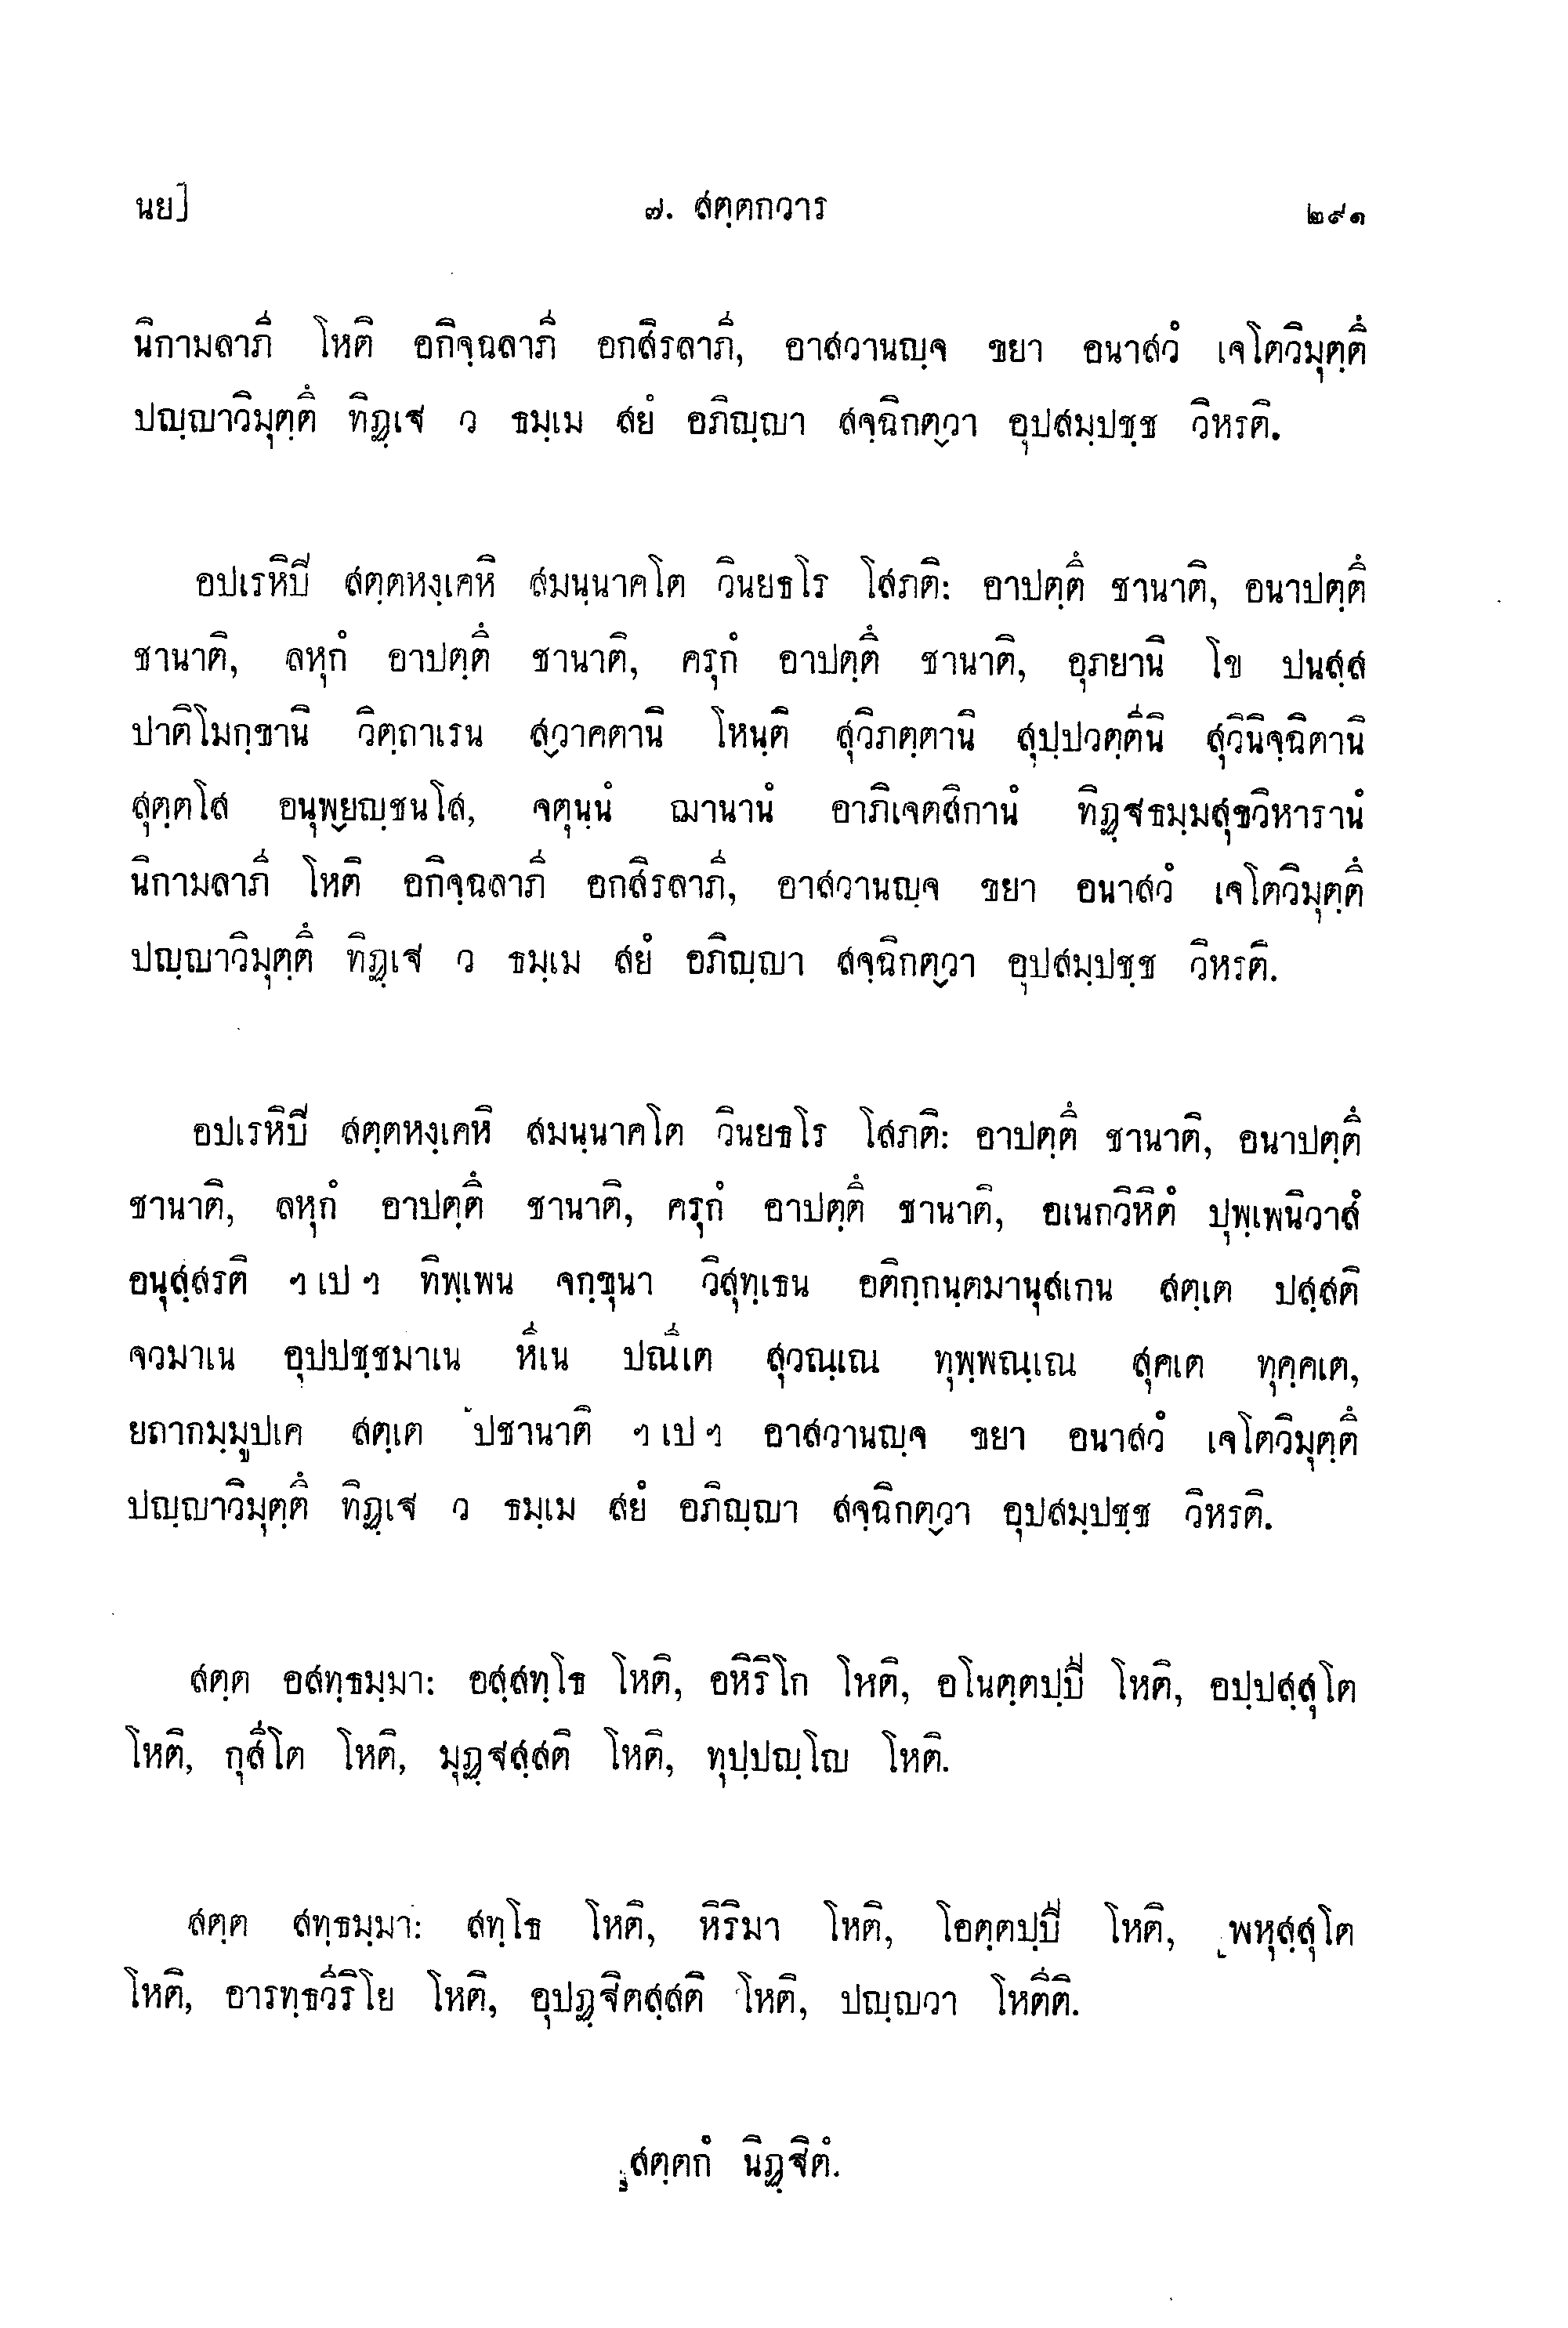 นย] ๗. สตฺตกวาร ๒๙๑
นิกามลาภี โหติ อกิจฺฉลาภี อกสิรลาภี, อาสวานญฺจ ขยา อนาสวํ เจโตวิมุตฺตึ
ปญฺญาวิมุตฺตึ ทิฏฺเฐ ว ธมฺเม สยํ อภิญฺญา สจฺฉิกตฺวา อุปสมฺปชฺช วิหรติ.
อปเรหิปี สตฺตหงฺเคหิ สมนฺนาคโต วินยธโร โสภติ: อาปตฺตึ ชานาติ, อนาปตฺตึ
ชานาติ, ลหุกํ อาปตฺตึ ชานาติ, ครุกํ อาปตฺตึ ชานาติ, อุภยานิ โข ปนสฺส
ปาติโมกฺขานิ วิตฺถาเรน สฺวาคตานิ โหนฺติ สุวิภตฺตานิ สุปฺปวตฺตีนิ สุวินิจฺฉิตานิ
สุตฺตโส อนุพฺยญฺชนโส, จตุนฺนํ ฌานานํ อาภิเจตสิกานํ ทิฏฺฐธมฺมสุขวิหารานํ
นิกามลาภี โหติ อกิจฺฉลาภี อกสิรลาภี, อาสวานญฺจ ขยา อนาสวํ เจโตวิมุตฺตึ
ปญฺญาวิมุตฺตึ ทิฏฺเฐ ว ธมฺเม สยํ อภิญฺญา สจฺฉิกตฺวา อุปสมฺปชฺช วิหรติ.
อปเรหิปี สตฺตหงฺเคหิ สมนฺนาคโต วินยธโร โสภติ: อาปตฺตึ ชานาติ, อนาปตฺตึ
ชานาติ, ลหุกํ อาปตฺตึ ชานาติ, ครุกํ อาปตฺตึ ชานาติ, อเนกวิหิตํ ปุพฺเพนิวาสํ
อนุสฺสรติ ฯ เป ฯ ทิพฺเพน จกฺขุนา วิสุทฺเธน อติกฺกนฺตมานุสเกน สตฺเต ปสฺสติ
จวมาเน อุปปชฺชมาเน หีเน ปณีเต สุวณฺเณ ทุพฺพณฺเณ สุคเต ทุคฺคเต,
ยถากมฺมูปเค สตฺเต ปชานาติ ฯ เป ฯ อาสวานญฺจ ขยา อนาสวํ เจโตวิมุตฺตึ
ปญฺญาวิมุตฺตึ ทิฏฺเฐ ว ธมฺเม สยํ อภิญฺญา สจฺฉิกตฺวา อุปสมฺปชฺช วิหรติ.
สตฺต อสทฺธมฺมา: อสฺสทฺโธ โหติ, อหิริโก โหติ, อโนตฺตปฺปี โหติ, อปฺปสฺสุโต
โหติ, กุสีโต โหติ, มุฏฺฐสฺสติ โหติ, ทุปฺปญฺโญ โหติ.
สตฺต สทฺธมฺมา: สทฺโธ โหติ, หิริมา โหติ, โอตฺตปฺปี โหติ, พหุสฺสุโต
โหติ, อารทฺธวีริโย โหติ, อุปฏฺฐิตสฺสติ โหติ, ปญฺญวา โหตีติ.
สตฺตกํ นิฏฺฐิตํ.